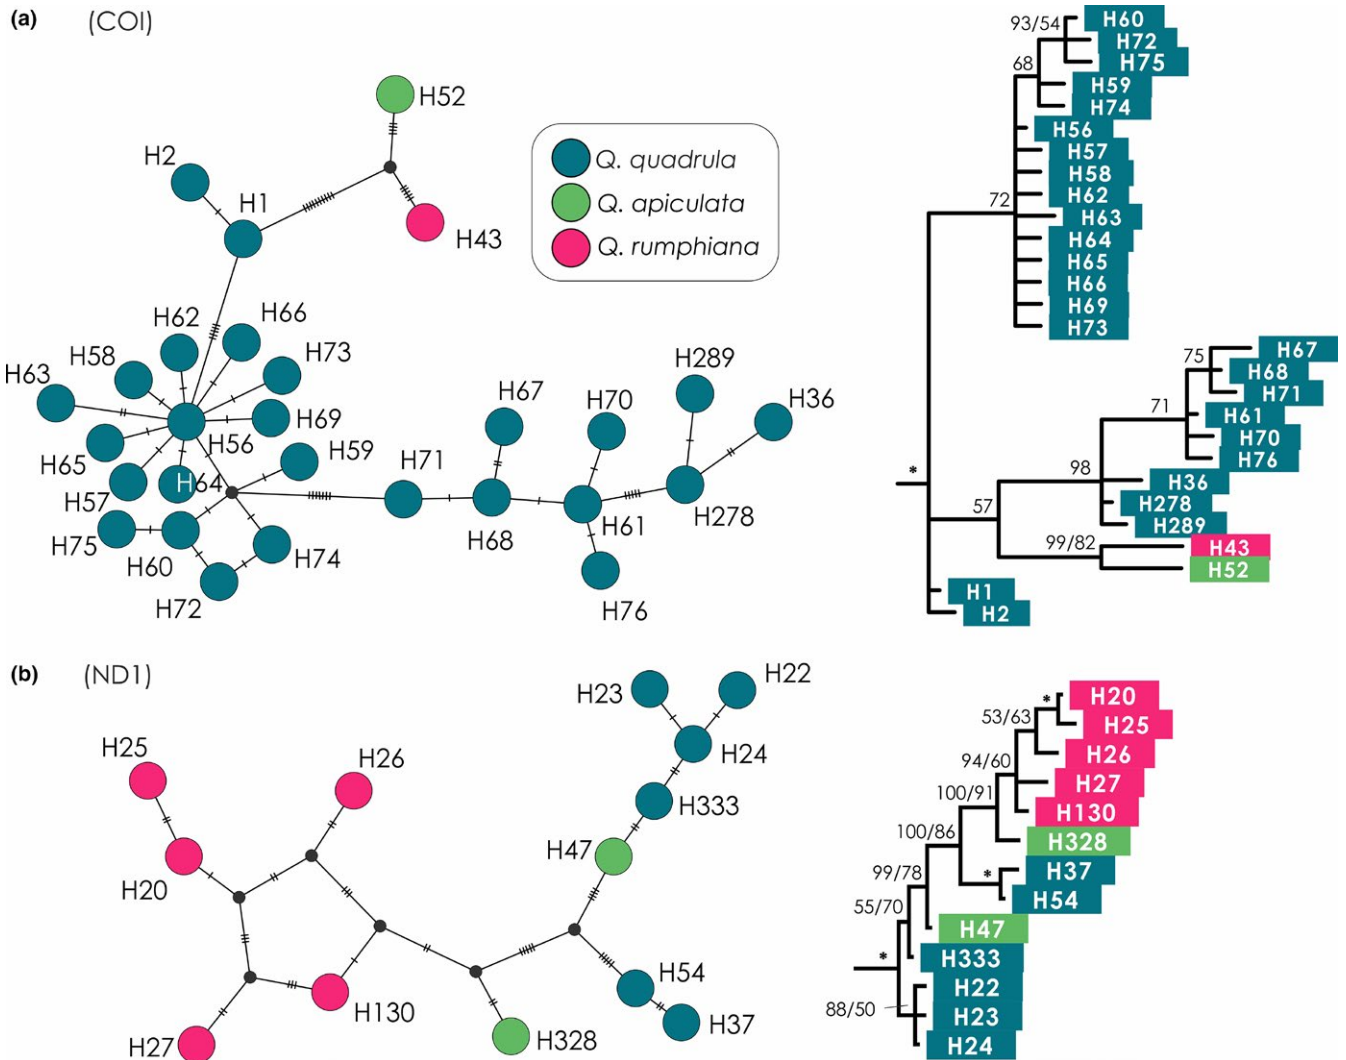 (a) (COI)
H52
H2
H1
H43
Q. quadrula
Q. apiculata
Q. rumphiana
H62
H66
H58
H73
H63
H69
H56
H65
H59
H57
H64
H75
H60
H74
H72
H71
H67
H68
H70
H61
H76
H289
H36
H278
93/54
H60
H72
H75
68
H59
H74
H56
H57
H58
72
H62
H63
H64
H65
H66
H69
H73
75
H67
H68
H71
71
H61
H70
H76
*
98
H36
H278
H289
57
99/82
H43
H52
H1
H2
(b) (ND1)
H25
H26
H20
H27
H130
H23
H22
H24
H333
H47
H54
H37
H328
*
H20
53/63
H25
H26
94/60
H27
100/91
H130
100/86
H328
99/78
*
H37
H54
55/70
H47
*
H333
H22
88/50
H23
H24